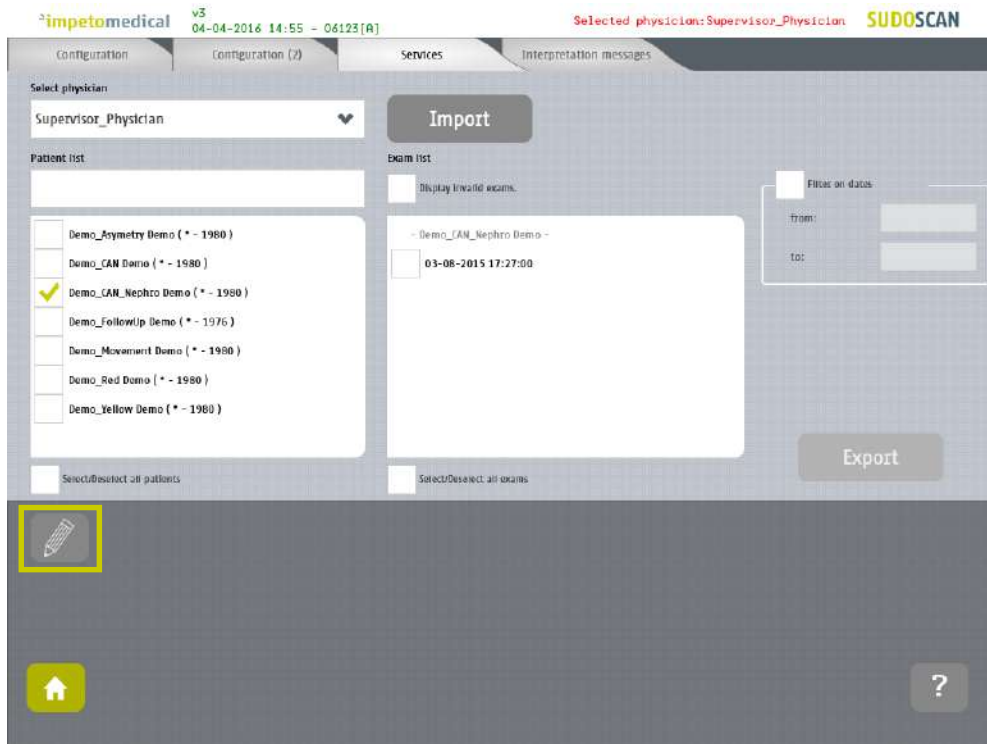 impetomedical
v3
04-04-2016 14:55 - 06123[A]
Selected physician:Supervisor_Physician
SUDOSCAN
Configuration
Configuration (2)
Services
Interpretation messages
Select physician
Supervisor_Physician
Import
Patient list
Exam list
Display invalid exams.
Filter on dates
from:
to:
Demo_Asymetry Demo ( * - 1980 )
Demo_CAN Demo ( * - 1980 )
Demo_CAN_Nephro Demo ( * - 1980 )
Demo_FollowUp Demo ( * - 1976 )
Demo_Movement Demo ( * - 1980 )
Demo_Red Demo ( * - 1980 )
Demo_Yellow Demo ( * - 1980 )
- Demo_CAN_Nephro Demo -
03-08-2015 17:27:00
Export
Select/Deselect all patients
Select/Deselect all exams
?